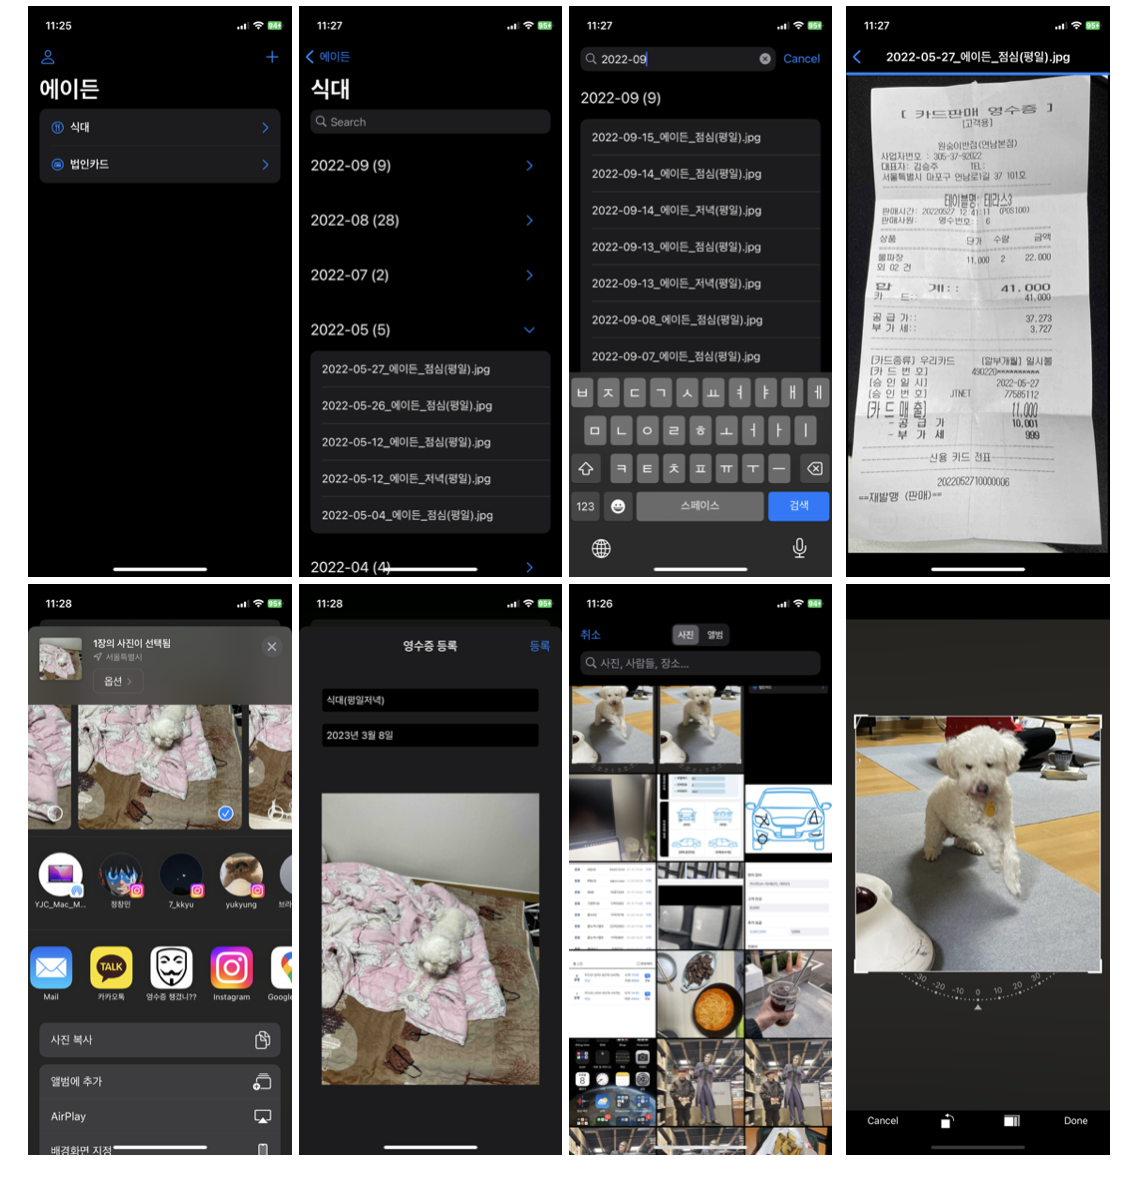 11:25
94+
에이든
식대
법인카드
11:27
95+
에이든
식대
Search
2022-09 (9)
2022-08 (28)
2022-07 (2)
2022-05 (5)
2022-05-27_에이든_점심(평일).jpg
2022-05-26_에이든_점심(평일).jpg
2022-05-12_에이든_점심(평일).jpg
2022-05-12_에이든_저녁(평일).jpg
2022-05-04_에이든_점심(평일).jpg
2022-04 (4)
11:27
95+
2022-09
Cancel
2022-09 (9)
2022-09-15_에이든_점심(평일).jpg
2022-09-14_에이든_점심(평일).jpg
2022-09-14_에이든_저녁(평일).jpg
2022-09-13_에이든_점심(평일).jpg
2022-09-13_에이든_저녁(평일).jpg
2022-09-08_에이든_점심(평일).jpg
2022-09-07_에이든_점심(평일).jpg
ㅂ ㅈ ㄷ ㄱ ㅅ ㅛ ㅕ ㅑ ㅐ ㅔ
ㅁ ㄴ ㅇ ㄹ ㅎ ㅗ ㅓ ㅏ ㅣ
ㅋ ㅌ ㅊ ㅍ ㅠ ㅜ ㅡ
123 스페이스 검색
11:27
95+
2022-05-27_에이든_점심(평일).jpg
[ 카드판매 영수증 ]
[고객용]
원숭이반점(연남본점)
사업자번호 : 305-37-92022
대표자: 김승주 TEL:
서울특별시 마포구 연남로1길 37 101호
테이블명: 테라스3
판매시간: 20220527 12:41:11 (POS100)
판매사원: 영수번호: 6
상품 단가 수량 금액
물파장 11,000 2 22,000
외 02 건
합 계:: 41,000
카 드:: 41,000
공 급 가:: 37,273
부 가 세:: 3,727
[카드종류] 우리카드 [할부개월] 일시불
[카 드 번 호] 490220**********
[승 인 일 시] 2022-05-27
[승 인 번 호] JTNET 77585112
[카 드 매 출] 11,000
- 공 급 가 10,001
- 부 가 세 999
신용 카드 전표
2022052710000006
==재발행 (판매)==
11:28
95+
1장의 사진이 선택됨
서울특별시
옵션
YJC_Mac_M...
정창민
7_kkyu
yukyung
브라
Mail
카카오톡
영수증 챙겼니??
Instagram
Google
TALK
사진 복사
앨범에 추가
AirPlay
배경화면 지정
11:28
95+
영수증 등록
등록
식대(평일저녁)
2023년 3월 8일
11:26
94+
취소
사진
앨범
사진, 사람들, 장소...
-30 -20 -10 0 10 20 30
Cancel
Done